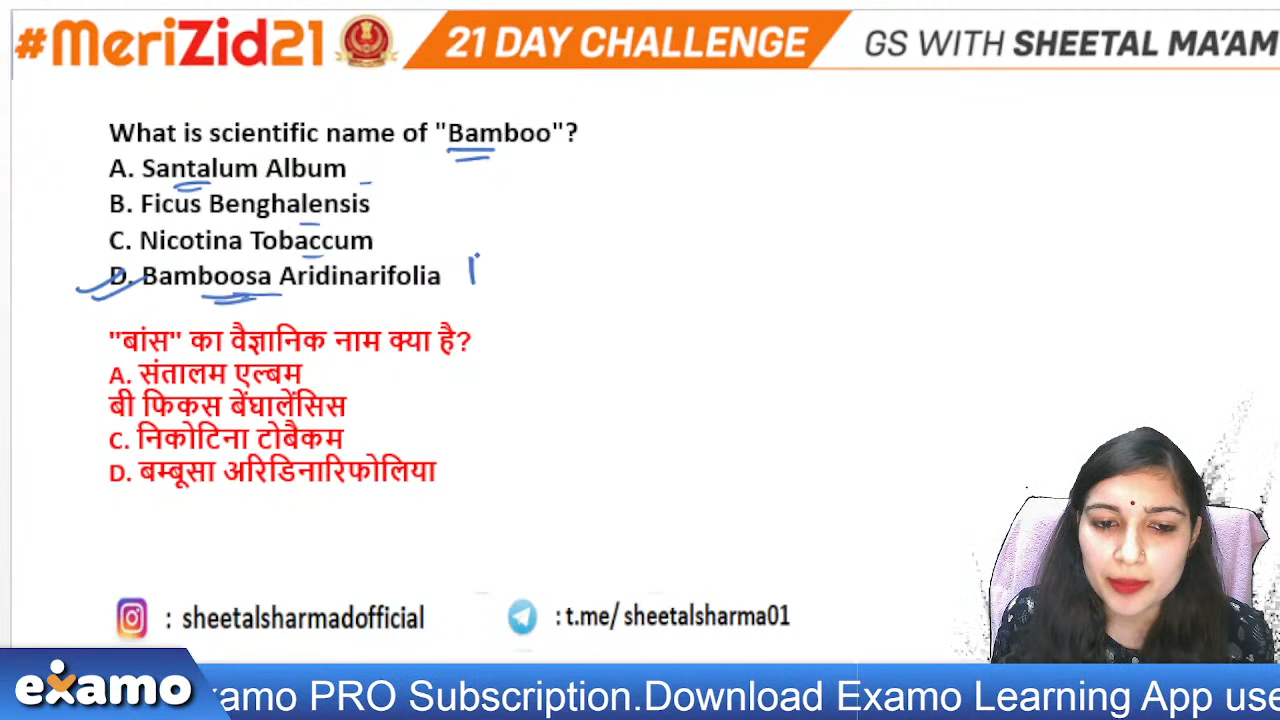 #MeriZid21
21 DAY CHALLENGE
GS WITH SHEETAL MA'AM
What is scientific name of "Bamboo"?
A. Santalum Album
B. Ficus Benghalensis
C. Nicotina Tobaccum
D. Bamboosa Aridinarifolia
"बांस" का वैज्ञानिक नाम क्या है?
A. संतालम एल्बम
बी फिकस बेंघालेंसिस
C. निकोटिना टोबैकम
D. बम्बूसा अरिडिनारिफोलिया
: sheetalsharmadofficial
: t.me/ sheetalsharma01
examo
xamo PRO Subscription.Download Examo Learning App use